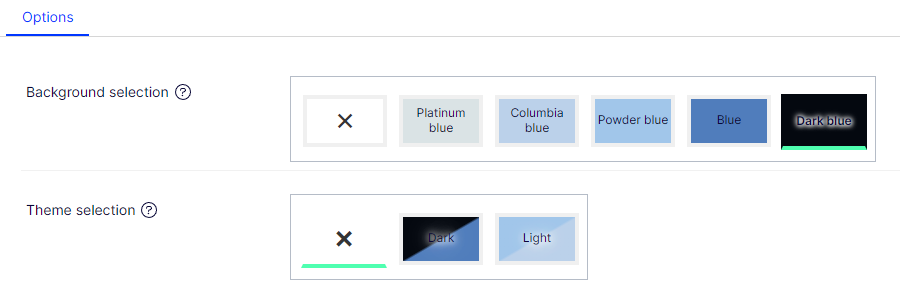 Options
Background selection ?
×
Platinum
blue
Columbia
blue
Powder blue
Blue
Dark blue
Theme selection ?
×
Dark
Light